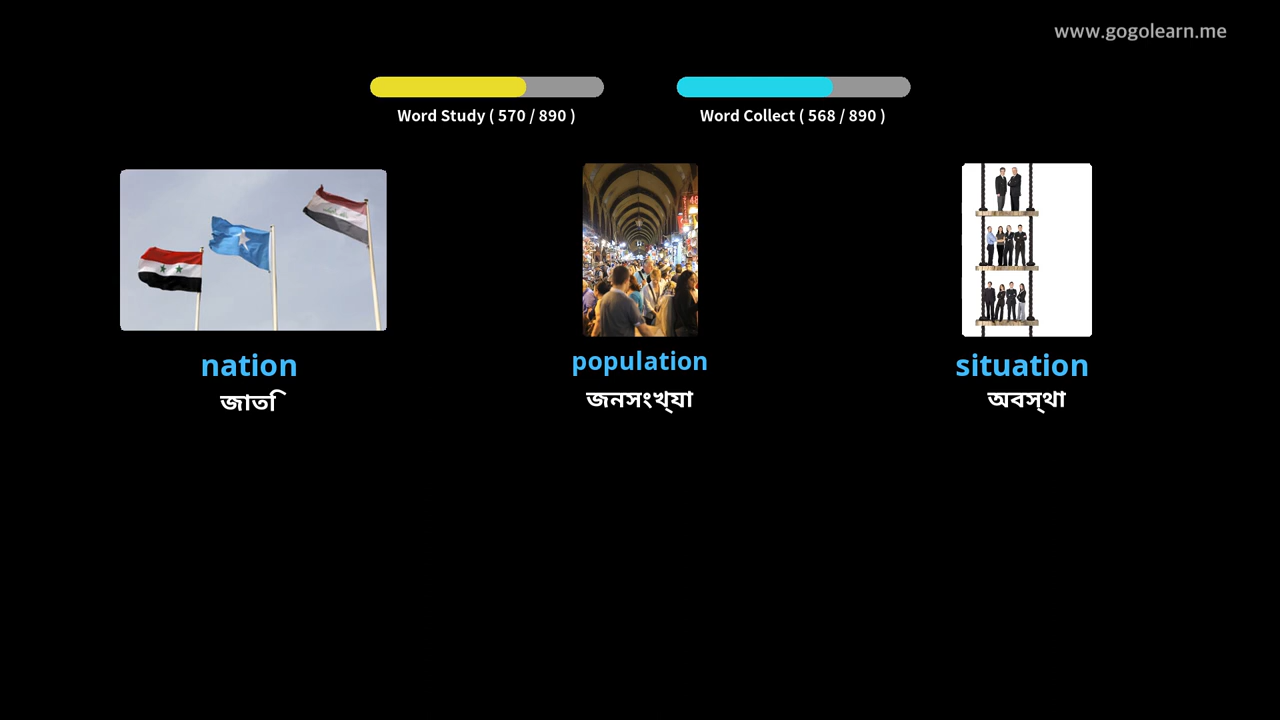 www.gogolearn.me
Word Study ( 570 / 890 )
Word Collect ( 568 / 890 )
nation
জাতি
population
জনসংখ্যা
situation
অবস্থা